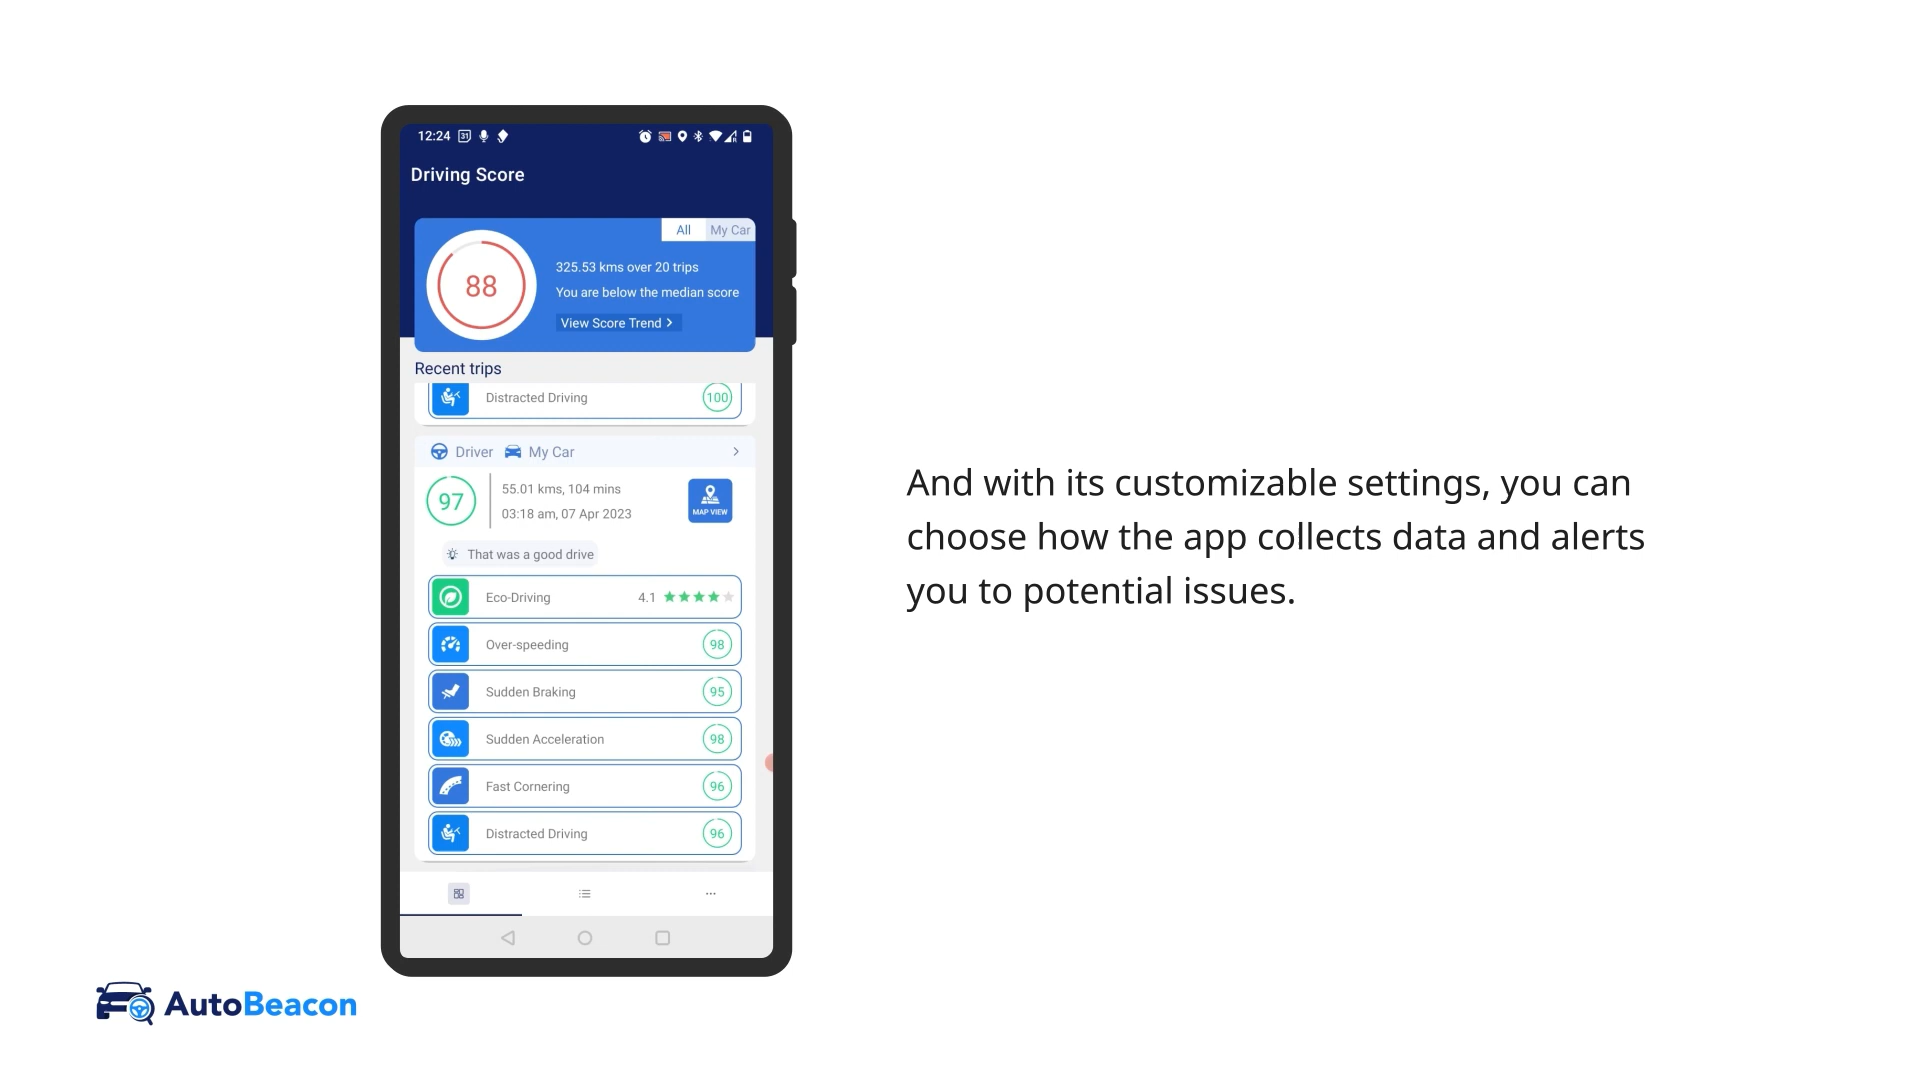 12:24
31
Driving Score
All
My Car
88
325.53 kms over 20 trips
You are below the median score
View Score Trend >
Recent trips
Distracted Driving
100
Driver
My Car
97
55.01 kms, 104 mins
03:18 am, 07 Apr 2023
MAP VIEW
That was a good drive
Eco-Driving
4.1
Over-speeding
98
Sudden Braking
95
Sudden Acceleration
98
Fast Cornering
96
Distracted Driving
96
And with its customizable settings, you can
choose how the app collects data and alerts
you to potential issues.
AutoBeacon